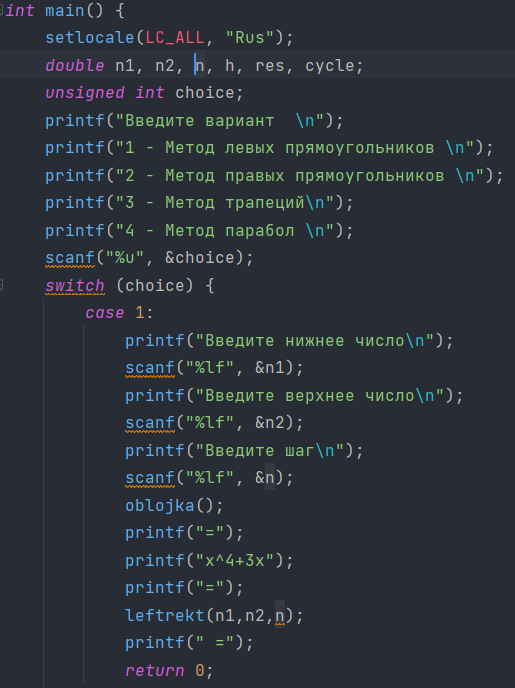 int main() {
setlocale(LC_ALL, "Rus");
double n1, n2, n, h, res, cycle;
unsigned int choice;
printf("Введите вариант  \n");
printf("1 - Метод левых прямоугольников \n");
printf("2 - Метод правых прямоугольников \n");
printf("3 - Метод трапеций\n");
printf("4 - Метод парабол \n");
scanf("%u", &choice);
switch (choice) {
case 1:
printf("Введите нижнее число\n");
scanf("%lf", &n1);
printf("Введите верхнее число\n");
scanf("%lf", &n2);
printf("Введите шаг\n");
scanf("%lf", &n);
oblojka();
printf("=");
printf("x^4+3x");
printf("=");
leftrekt(n1,n2,n);
printf(" =");
return 0;